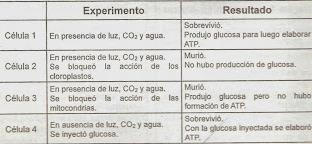 Experimento Resultado
Célula 1 En presencia de luz, CO₂ y agua. Sobrevivió.
Produjo glucosa para luego elaborar
ATP.
Célula 2 En presencia de luz, CO₂ y agua. Murió.
Se bloqueó la acción de los No hubo producción de glucosa.
cloroplastos.
Célula 3 En presencia de luz, CO₂ y agua. Murió.
Se bloqueó la acción de las Produjo glucosa pero no hubo
mitocondrias. formación de ATP.
Célula 4 En ausencia de luz, CO₂ y agua. Sobrevivió.
Se inyectó glucosa. Con la glucosa inyectada se elaboró
ATP.